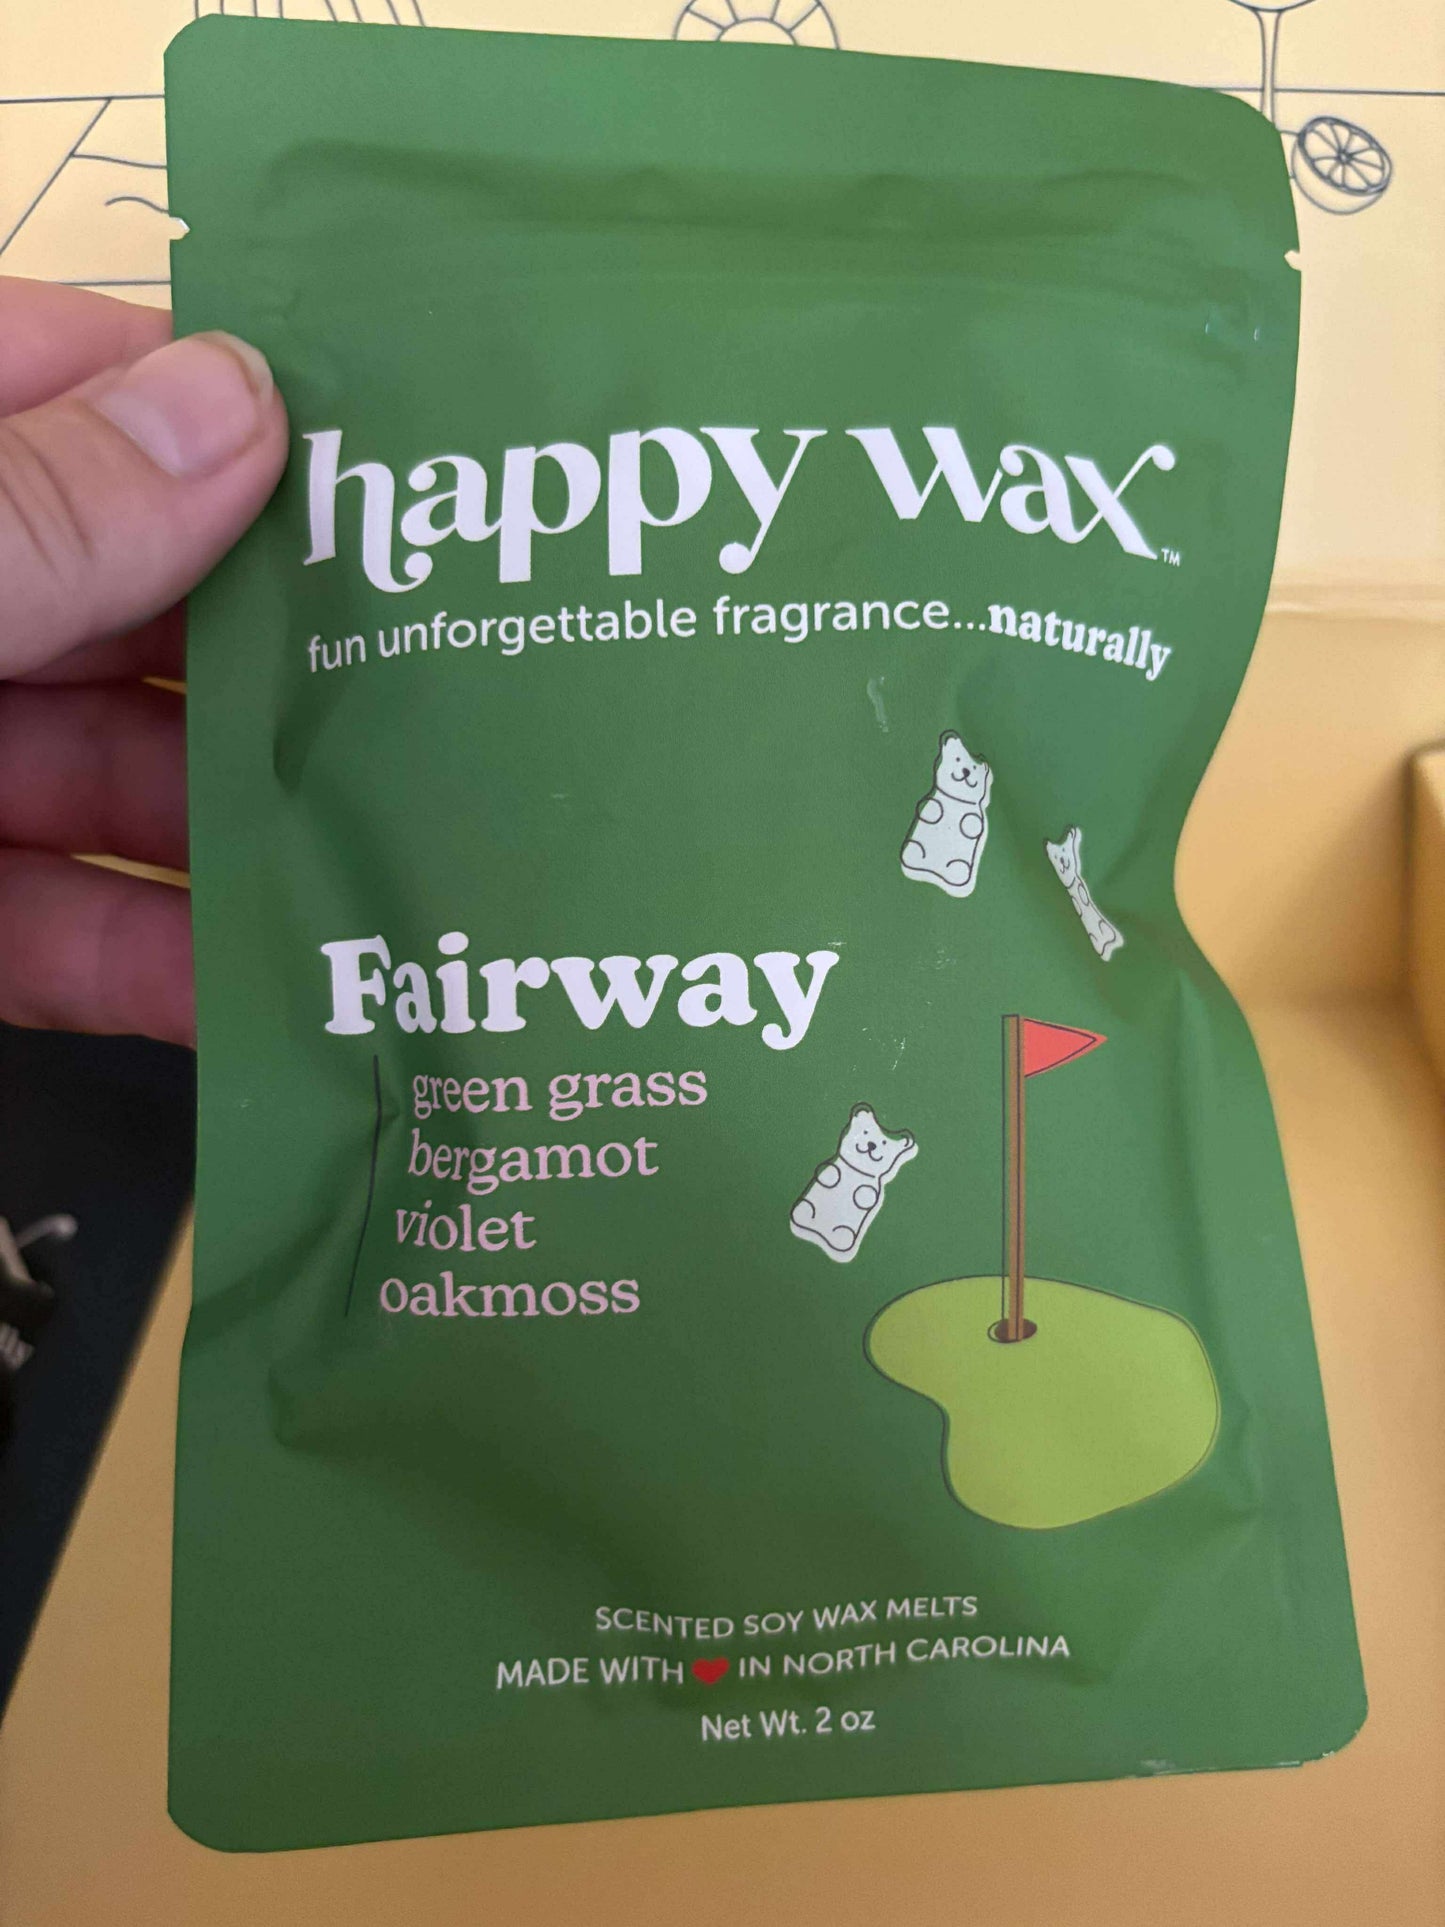 happy wax™
fun unforgettable fragrance...naturally
Fairway
green grass
bergamot
violet
oakmoss
SCENTED SOY WAX MELTS
MADE WITH ❤ IN NORTH CAROLINA
Net Wt. 2 oz